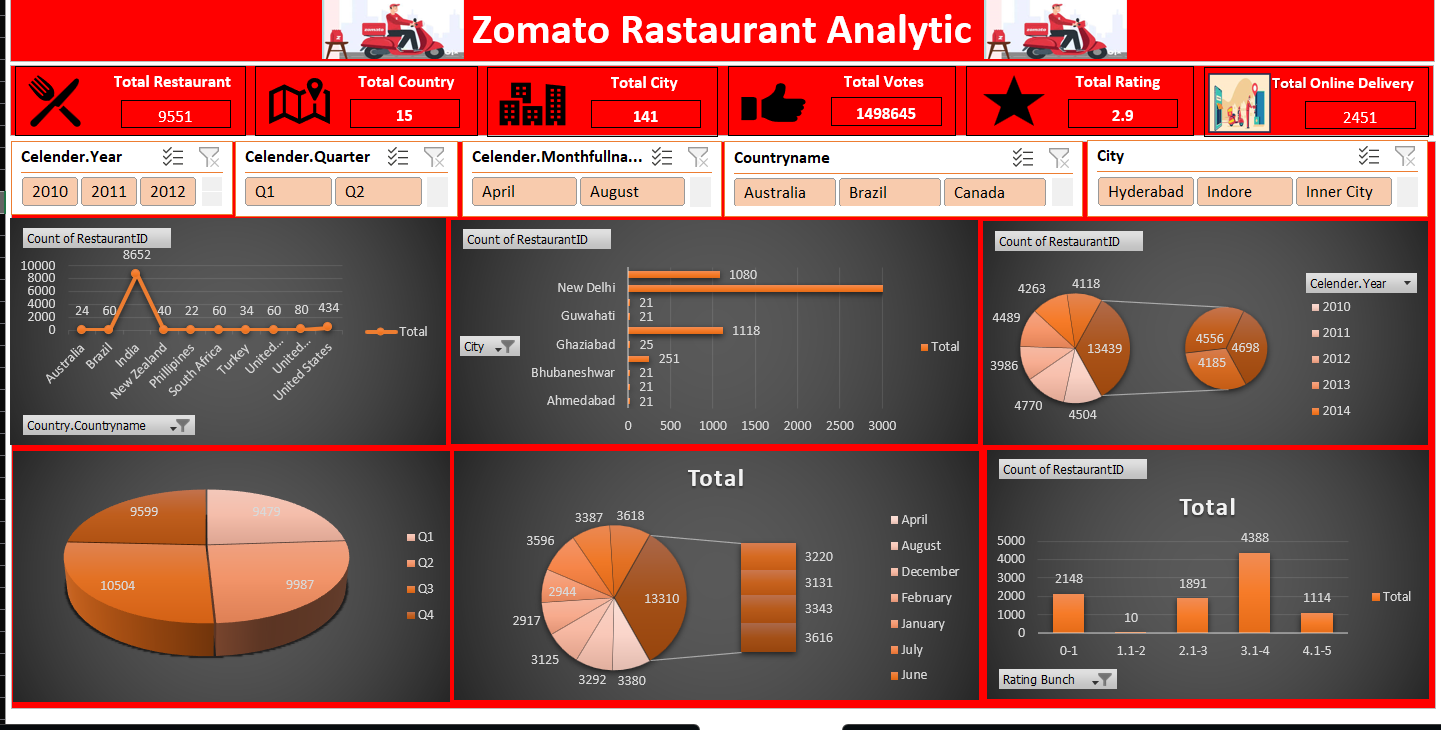 Zomato Rastaurant Analytic
Total Restaurant
9551
Total Country
15
Total City
141
Total Votes
1498645
Total Rating
2.9
Total Online Delivery
2451
Celender.Year
2010 2011 2012
Celender.Quarter
Q1 Q2
Celender.Monthfullna...
April August
Countryname
Australia Brazil Canada
City
Hyderabad Indore Inner City
Count of RestaurantID
8652
10000
8000
6000
4000
2000
0
24 60 40 22 60 34 60 80 434
Australia
Brazil
India
New Zealand
Phillipines
South Africa
Turkey
United...
United...
United States
Total
Country.Countryname
Count of RestaurantID
1080
New Delhi
21
Guwahati 21
1118
Ghaziabad 25
251
Bhubaneshwar 21
21
Ahmedabad 21
0 500 1000 1500 2000 2500 3000
City
Total
Count of RestaurantID
4263 4118
4489
3986
4770
4504
13439
4556
4698
4185
Celender.Year
2010
2011
2012
2013
2014
9599
9479
10504
9987
Q1
Q2
Q3
Q4
Total
3387 3618
3596
2944
2917
3125
3292 3380
13310
3220
3131
3343
3616
April
August
December
February
January
July
June
Count of RestaurantID
Total
5000
4000
3000
2000
1000
0
2148
10
1891
4388
1114
0-1 1.1-2 2.1-3 3.1-4 4.1-5
Total
Rating Bunch